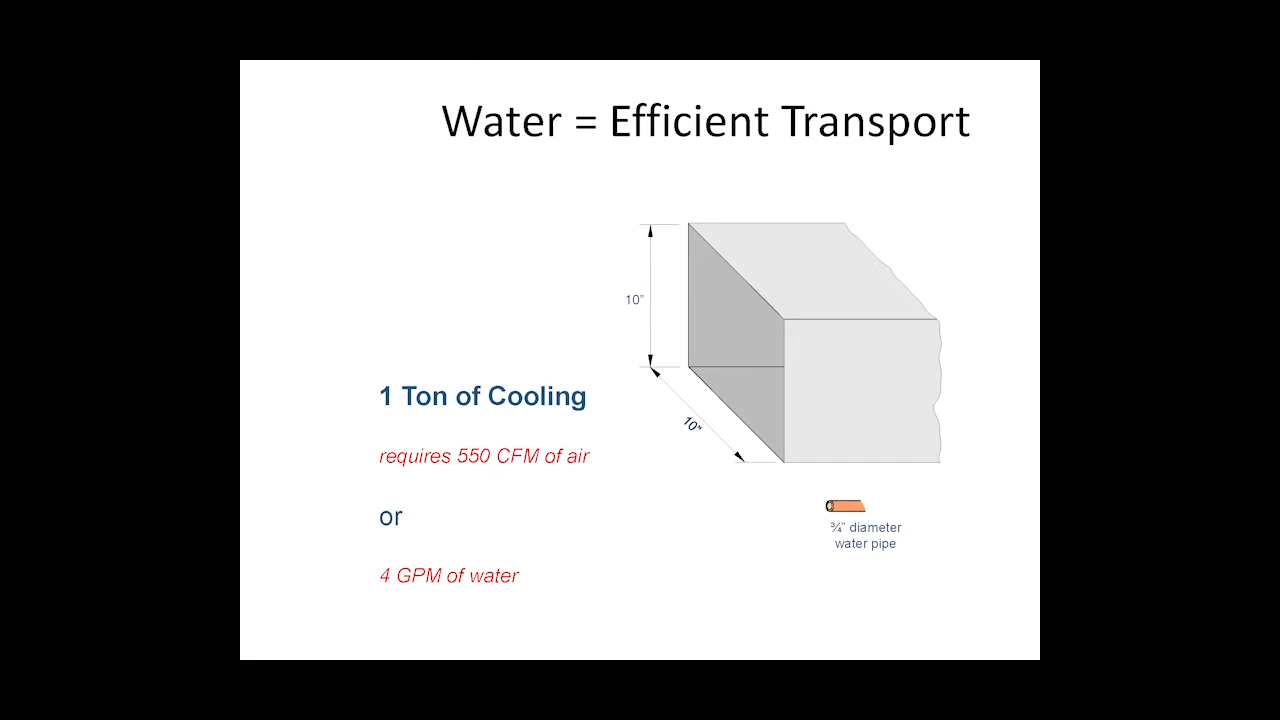 Water = Efficient Transport
10"
10"
1 Ton of Cooling
requires 550 CFM of air
or
4 GPM of water
¾" diameter
water pipe